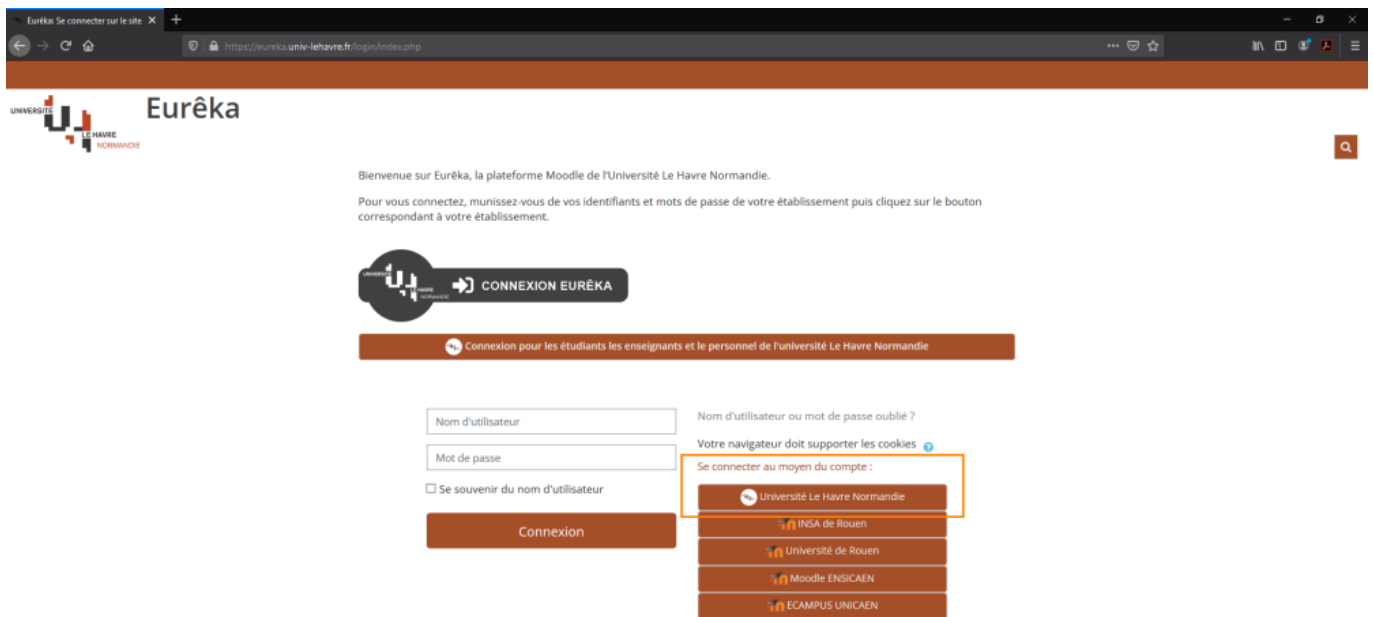 Eurêka: Se connecter sur le site
https://eureka.univ-lehavre.fr/login/index.php
UNIVERSITÉ
LE HAVRE
NORMANDIE
Eurêka
Bienvenue sur Eurêka, la plateforme Moodle de l'Université Le Havre Normandie.
Pour vous connectez, munissez-vous de vos identifiants et mots de passe de votre établissement puis cliquez sur le bouton
correspondant à votre établissement.
UNIVERSITÉ
LE HAVRE
NORMANDIE
CONNEXION EURÊKA
Connexion pour les étudiants les enseignants et le personnel de l'université Le Havre Normandie
Nom d'utilisateur
Mot de passe
Se souvenir du nom d'utilisateur
Connexion
Nom d'utilisateur ou mot de passe oublié ?
Votre navigateur doit supporter les cookies
Se connecter au moyen du compte :
Université Le Havre Normandie
INSA de Rouen
Université de Rouen
Moodle ENSICAEN
ECAMPUS UNICAEN